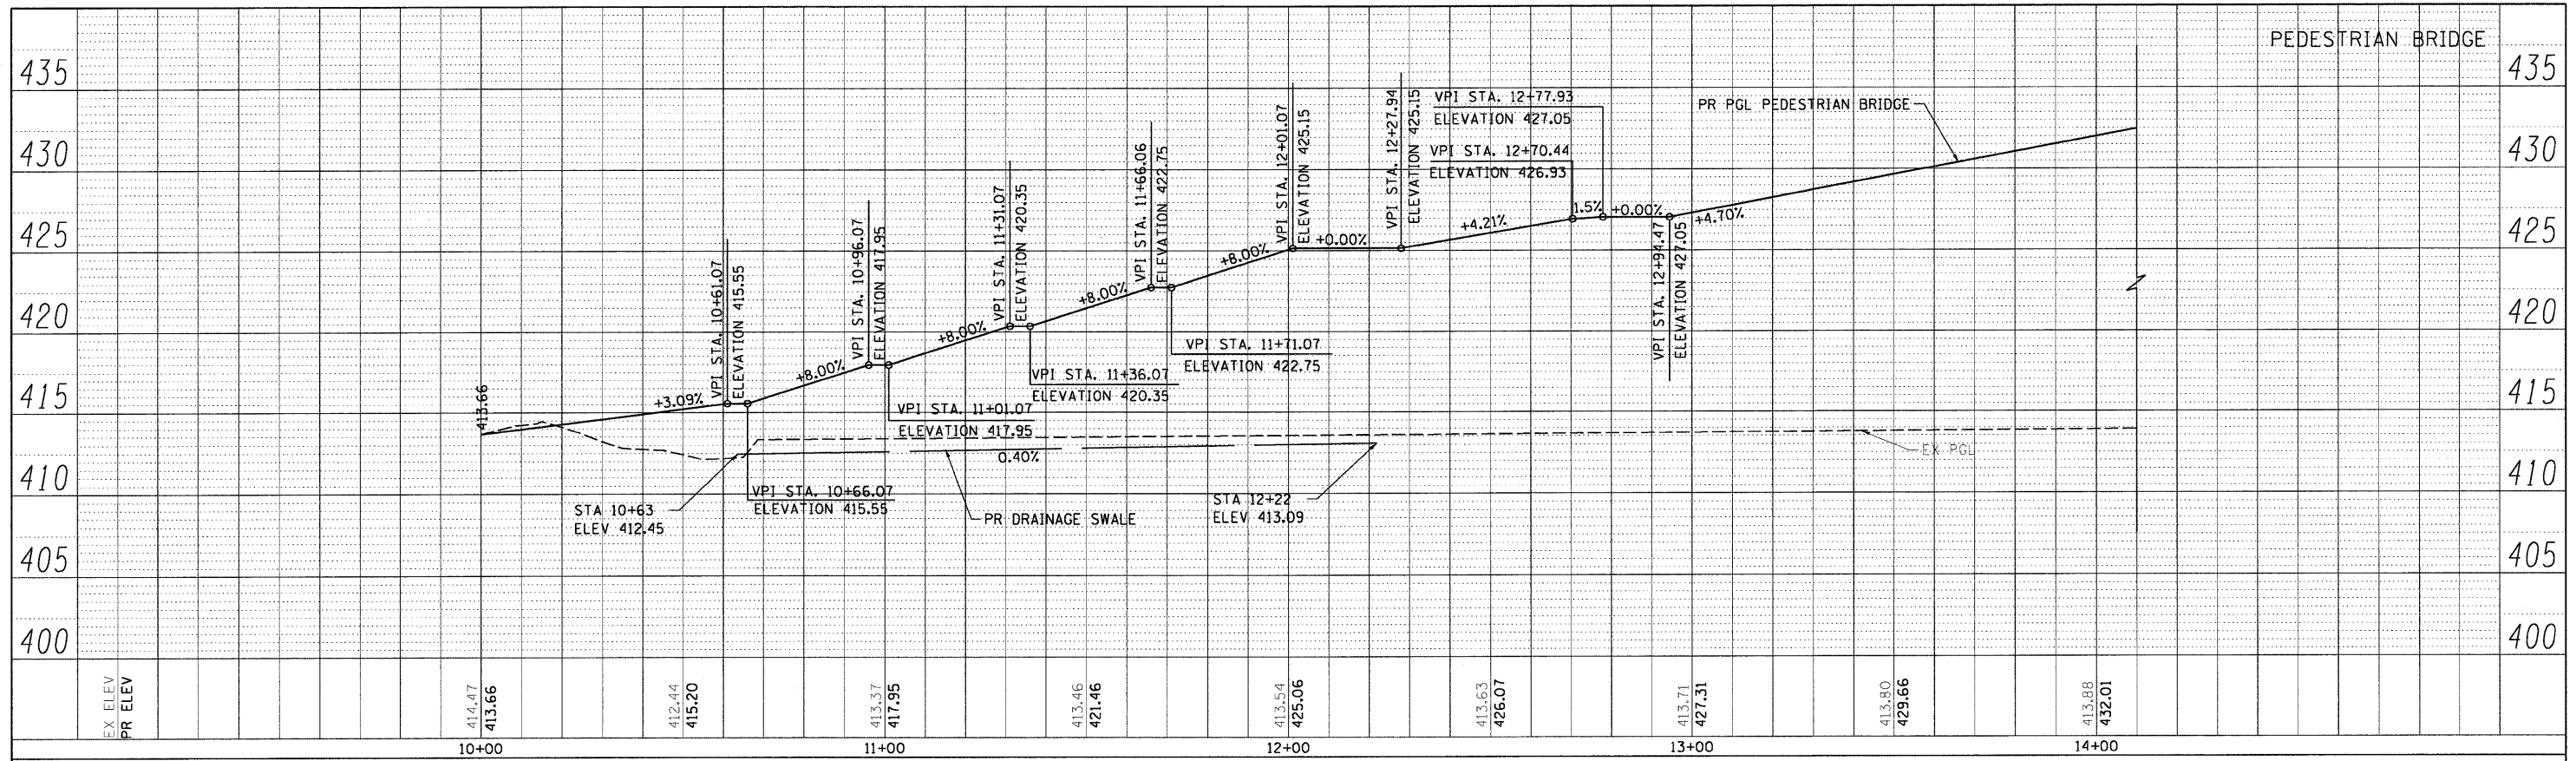 PEDESTRIAN BRIDGE
435
435
430
430
425
425
420
420
415
415
410
410
405
405
400
400
413.66
+3.09%
VPI STA. 10+61.07
ELEVATION 415.55
VPI STA. 10+66.07
ELEVATION 415.55
+8.00%
VPI STA. 10+96.07
ELEVATION 417.95
VPI STA. 11+01.07
ELEVATION 417.95
+8.00%
VPI STA. 11+31.07
ELEVATION 420.35
VPI STA. 11+36.07
ELEVATION 420.35
+8.00%
VPI STA. 11+66.06
ELEVATION 422.75
VPI STA. 11+71.07
ELEVATION 422.75
+8.00%
VPI STA. 12+01.07
ELEVATION 425.15
+0.00%
VPI STA. 12+27.94
ELEVATION 425.15
+4.21%
VPI STA. 12+70.44
ELEVATION 426.93
1.5%
VPI STA. 12+77.93
ELEVATION 427.05
+0.00%
VPI STA. 12+94.47
ELEVATION 427.05
+4.70%
PR PGL PEDESTRIAN BRIDGE
STA 10+63
ELEV 412.45
0.40%
PR DRAINAGE SWALE
STA 12+22
ELEV 413.09
EX PGL
EX ELEV
PR ELEV
414.47
413.66
412.44
415.20
413.37
417.95
413.46
421.46
413.54
425.06
413.63
426.07
413.71
427.31
413.80
429.66
413.88
432.01
10+00
11+00
12+00
13+00
14+00